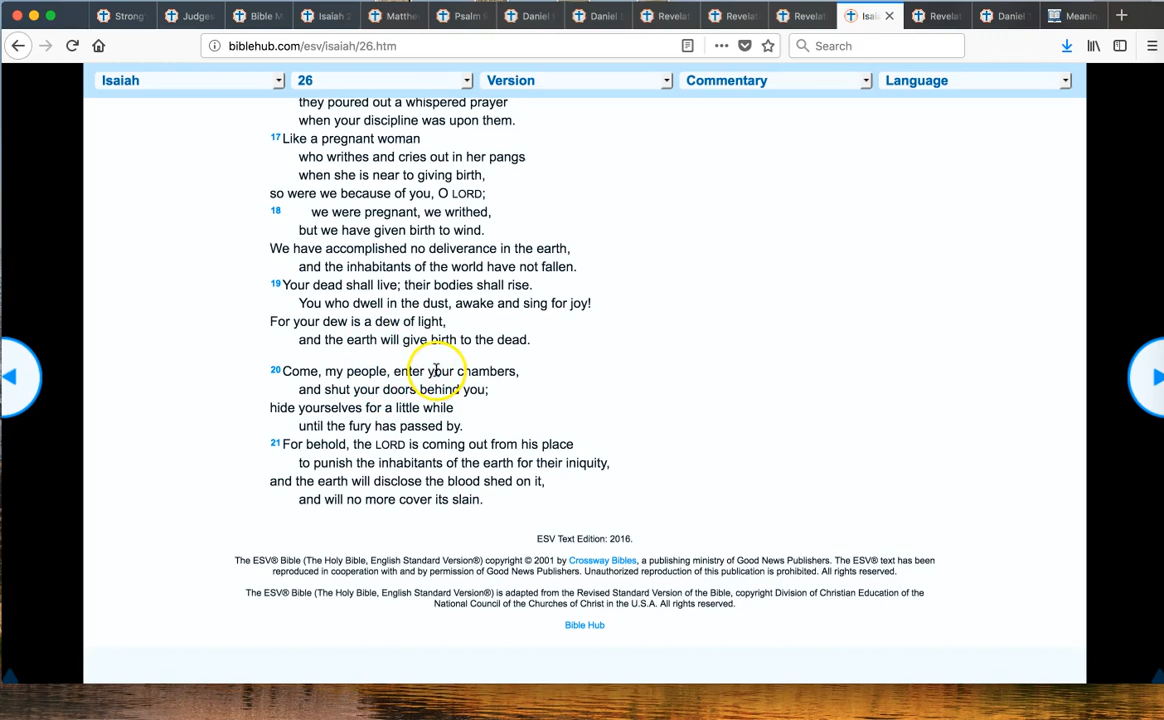 Strong
Judges
Bible M
Isaiah 2
Matthe
Psalm
Daniel
Daniel
Revelat
Revelat
Revelat
Isai
Revelat
Daniel
Meanin
biblehub.com/esv/isaiah/26.htm
Search
Isaiah
26
Version
Commentary
Language
they poured out a whispered prayer
when your discipline was upon them.
17 Like a pregnant woman
who writhes and cries out in her pangs
when she is near to giving birth,
so were we because of you, O LORD;
18 we were pregnant, we writhed,
but we have given birth to wind.
We have accomplished no deliverance in the earth,
and the inhabitants of the world have not fallen.
19 Your dead shall live; their bodies shall rise.
You who dwell in the dust, awake and sing for joy!
For your dew is a dew of light,
and the earth will give birth to the dead.
20 Come, my people, enter your chambers,
and shut your doors behind you;
hide yourselves for a little while
until the fury has passed by.
21 For behold, the LORD is coming out from his place
to punish the inhabitants of the earth for their iniquity,
and the earth will disclose the blood shed on it,
and will no more cover its slain.
ESV Text Edition: 2016.
The ESV® Bible (The Holy Bible, English Standard Version®) copyright © 2001 by Crossway Bibles, a publishing ministry of Good News Publishers. The ESV® text has been
reproduced in cooperation with and by permission of Good News Publishers. Unauthorized reproduction of this publication is prohibited. All rights reserved.
The ESV® Bible (The Holy Bible, English Standard Version®) is adapted from the Revised Standard Version of the Bible, copyright Division of Christian Education of the
National Council of the Churches of Christ in the U.S.A. All rights reserved.
Bible Hub